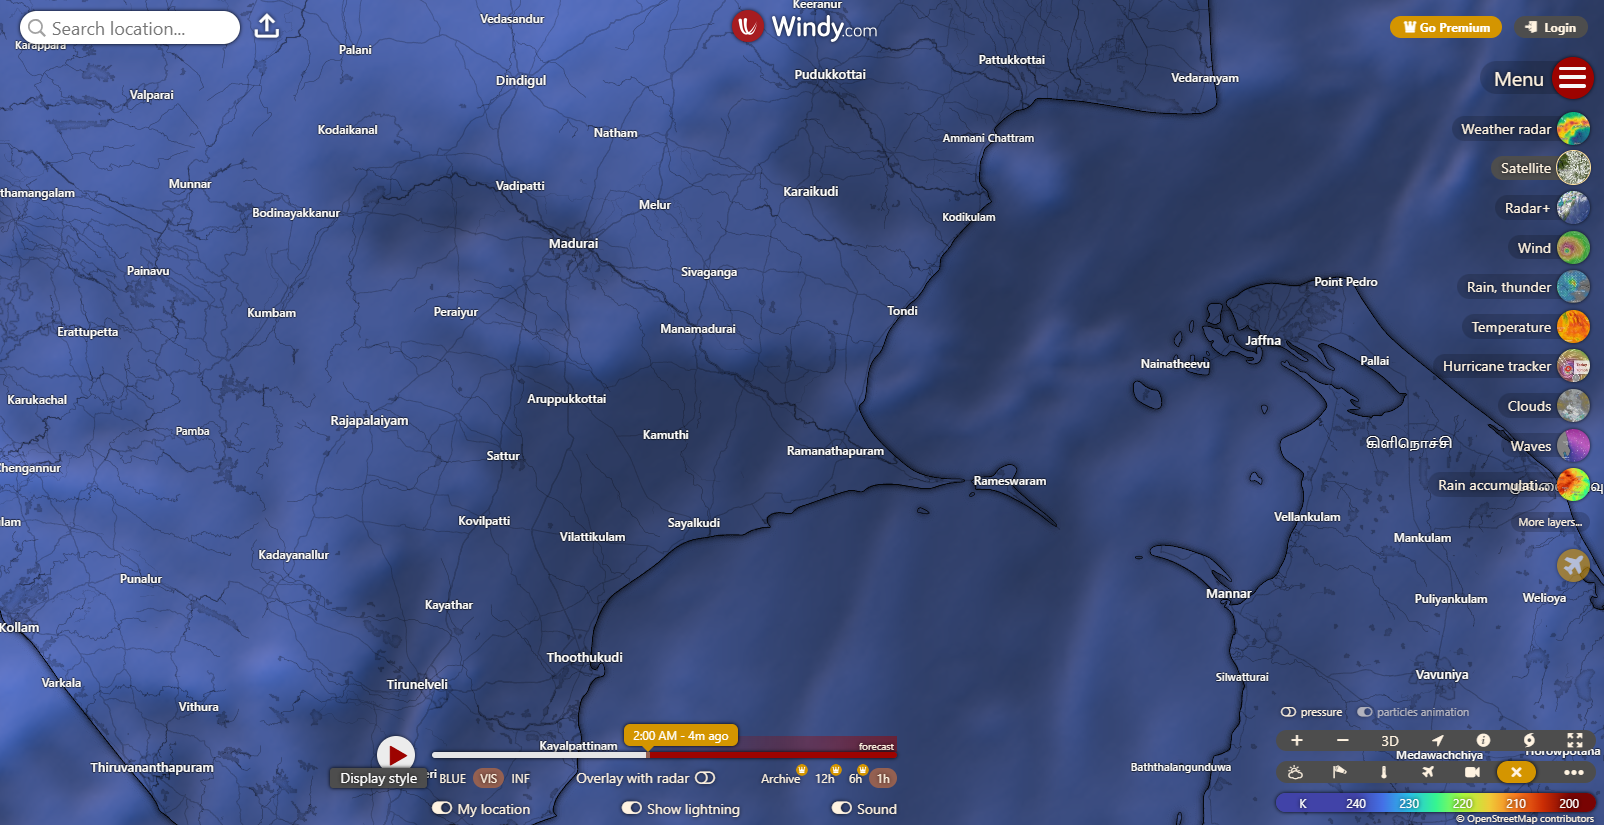 Search location...
Windy.com
Go Premium
Login
Menu
Weather radar
Satellite
Radar+
Wind
Rain, thunder
Temperature
Hurricane tracker
Clouds
Waves
Rain accumulati...
More layers...
Keeranur
Vedasandur
Karappara
Palani
Pattukkottai
Dindigul
Pudukkottai
Vedaranyam
Valparai
Kodaikanal
Natham
Ammani Chattram
Munnar
Vadipatti
Karaikudi
thamangalam
Bodinayakkanur
Melur
Kodikulam
Madurai
Painavu
Sivaganga
Point Pedro
Kumbam
Peraiyur
Tondi
Erattupetta
Manamadurai
Jaffna
Nainatheevu
Pallai
Karukachal
Aruppukkottai
Rajapalaiyam
Pamba
Kamuthi
கிளிநொச்சி
Sattur
Ramanathapuram
Chengannur
Rameswaram
lam
Kovilpatti
Sayalkudi
Vellankulam
Vilattikulam
Mankulam
Kadayanallur
Punalur
Mannar
Puliyankulam
Welioya
Kayathar
Kollam
Thoothukudi
Varkala
Tirunelveli
Silwatturai
Vavuniya
Vithura
Kayalpattinam
Thiruvananthapuram
Baththalangunduwa
Medawachchiya
Horowpotana
2:00 AM - 4m ago
forecast
Display style
eri
BLUE
VIS
INF
Overlay with radar
Archive
12h
6h
1h
My location
Show lightning
Sound
pressure
particles animation
+
−
3D
K
240
230
220
210
200
© OpenStreetMap contributors